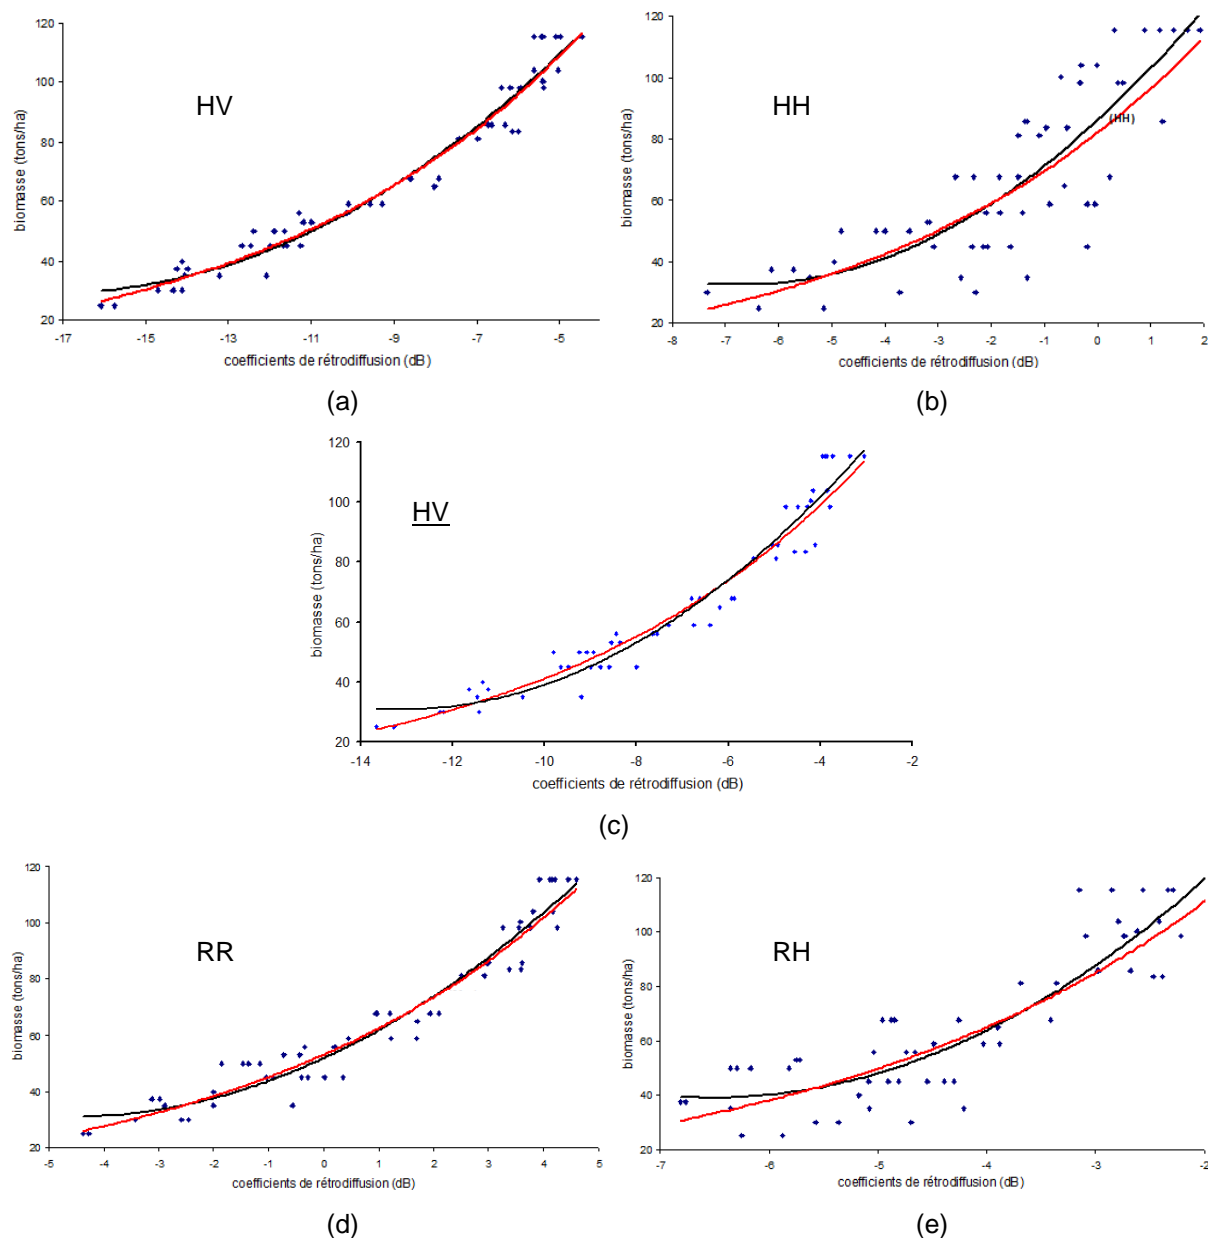 120
100
80
60
40
20
biomasse (tons/ha)
HV
-17 -15 -13 -11 -9 -7 -5
coefficients de rétrodiffusion (dB)
(a)
120
100
80
60
40
20
biomasse (tons/ha)
HH
(HH)
-8 -7 -6 -5 -4 -3 -2 -1 0 1 2
coefficients de rétrodiffusion (dB)
(b)
120
100
80
60
40
20
biomasse (tons/ha)
HV
-14 -12 -10 -8 -6 -4 -2
coefficients de rétrodiffusion (dB)
(c)
120
100
80
60
40
20
biomasse (tons/ha)
RR
-5 -4 -3 -2 -1 0 1 2 3 4 5
coefficients de rétrodiffusion (dB)
(d)
120
100
80
60
40
20
biomasse (tons/ha)
RH
-7 -6 -5 -4 -3 -2
coefficients de rétrodiffusion (dB)
(e)